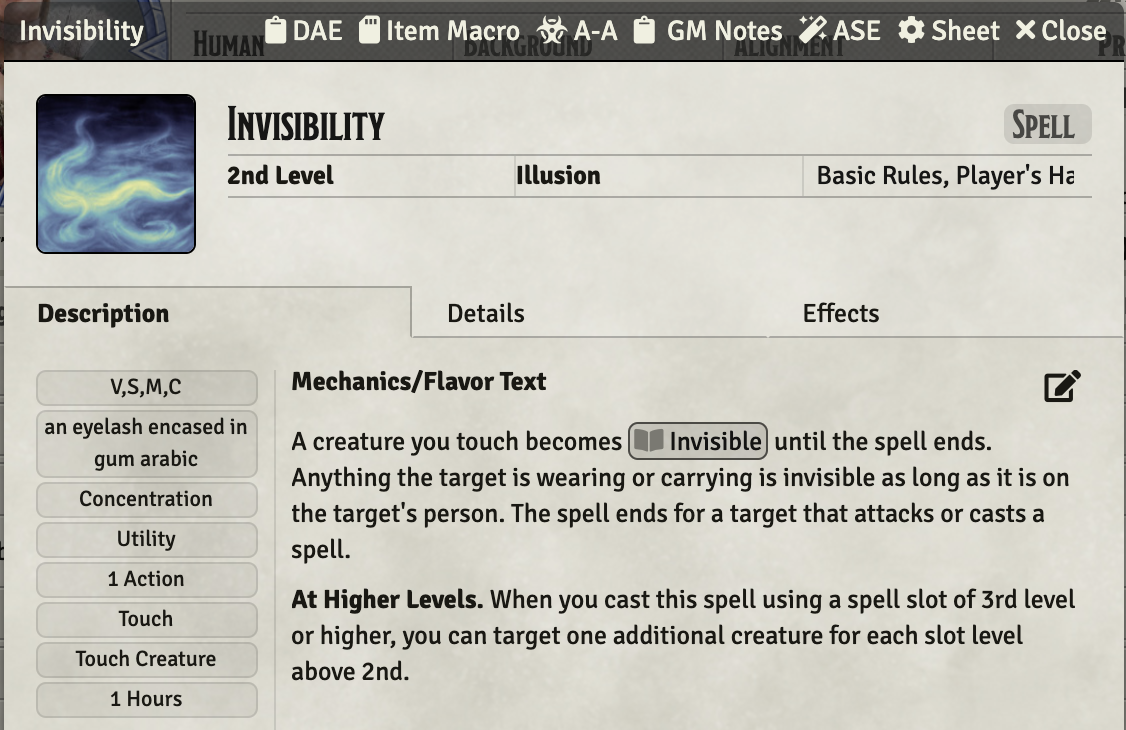 Invisibility DAE Item Macro A-A GM Notes ASE Sheet Close
HUMAN BACKGROUND ALIGNMENT
INVISIBILITY SPELL
2nd Level Illusion Basic Rules, Player's Ha
Description Details Effects
V,S,M,C
an eyelash encased in
gum arabic
Concentration
Utility
1 Action
Touch
Touch Creature
1 Hours
Mechanics/Flavor Text
A creature you touch becomes Invisible until the spell ends.
Anything the target is wearing or carrying is invisible as long as it is on
the target's person. The spell ends for a target that attacks or casts a
spell.
At Higher Levels. When you cast this spell using a spell slot of 3rd level
or higher, you can target one additional creature for each slot level
above 2nd.